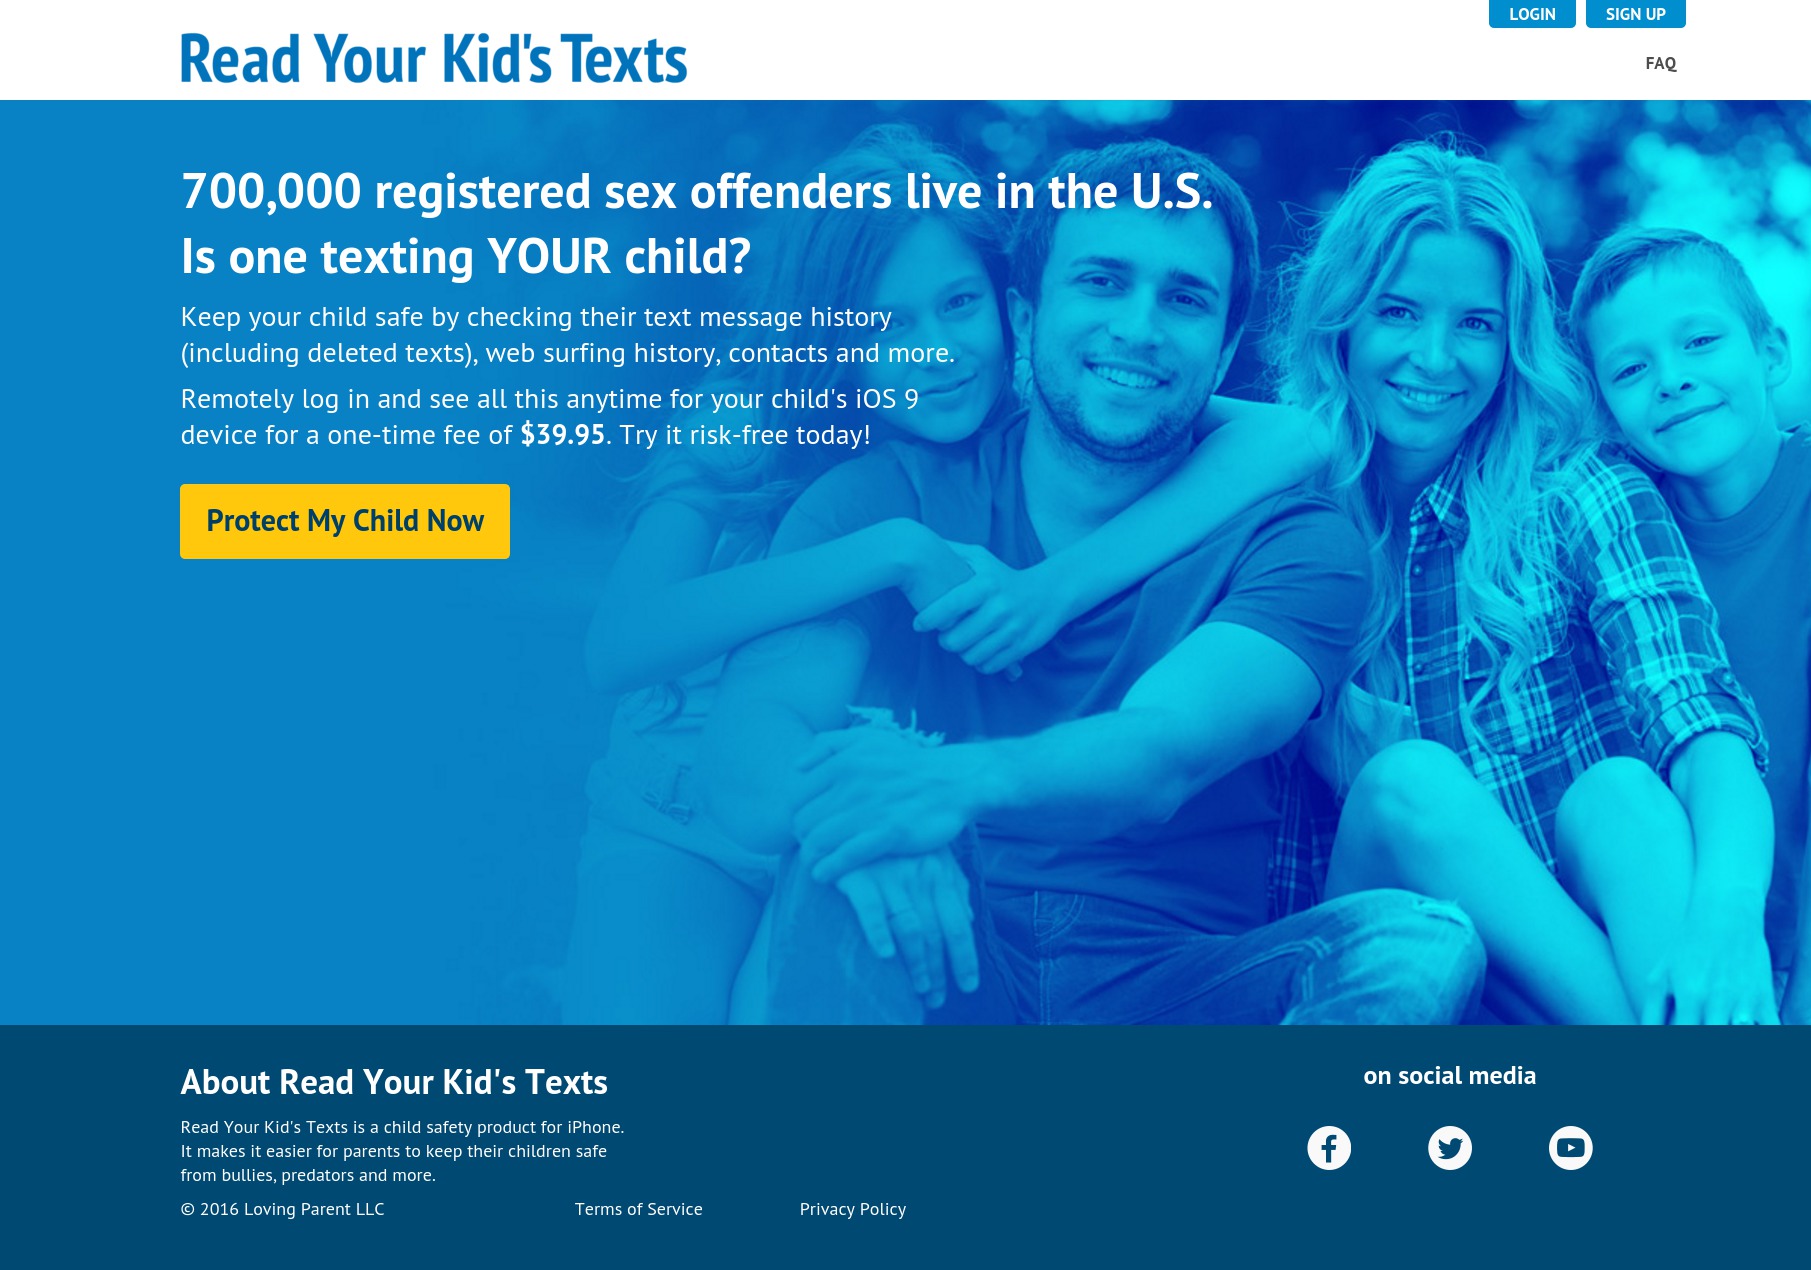 LOGIN
SIGN UP
Read Your Kid's Texts
FAQ
700,000 registered sex offenders live in the U.S.
Is one texting YOUR child?
Keep your child safe by checking their text message history
(including deleted texts), web surfing history, contacts and more.
Remotely log in and see all this anytime for your child's iOS 9
device for a one-time fee of $39.95. Try it risk-free today!
Protect My Child Now
About Read Your Kid's Texts
Read Your Kid's Texts is a child safety product for iPhone.
It makes it easier for parents to keep their children safe
from bullies, predators and more.
© 2016 Loving Parent LLC
Terms of Service
Privacy Policy
on social media